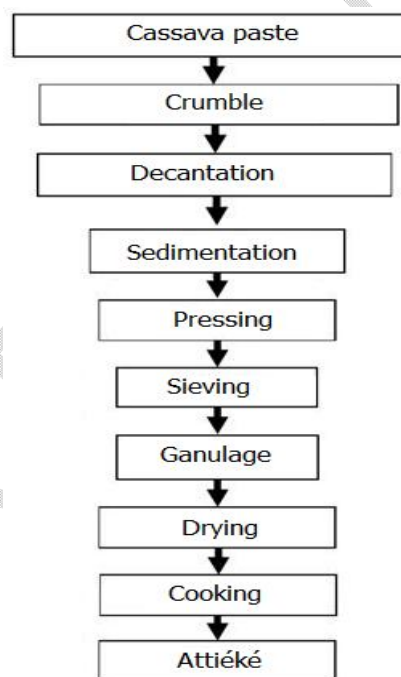 Cassava paste
Crumble
Decantation
Sedimentation
Pressing
Sieving
Ganulage
Drying
Cooking
Attiéké